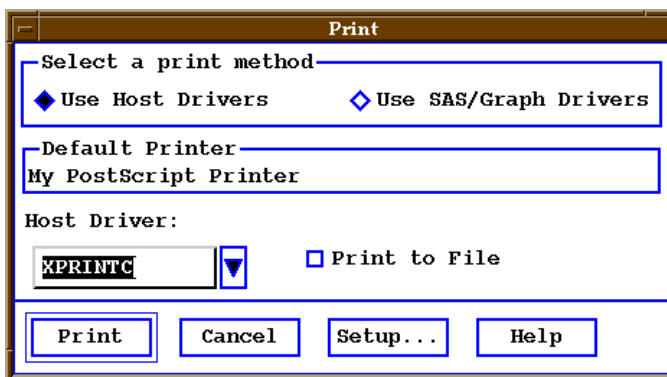 Print
Select a print method
Use Host Drivers Use SAS/Graph Drivers
Default Printer
My PostScript Printer
Host Driver:
XPRINTC Print to File
Print Cancel Setup... Help